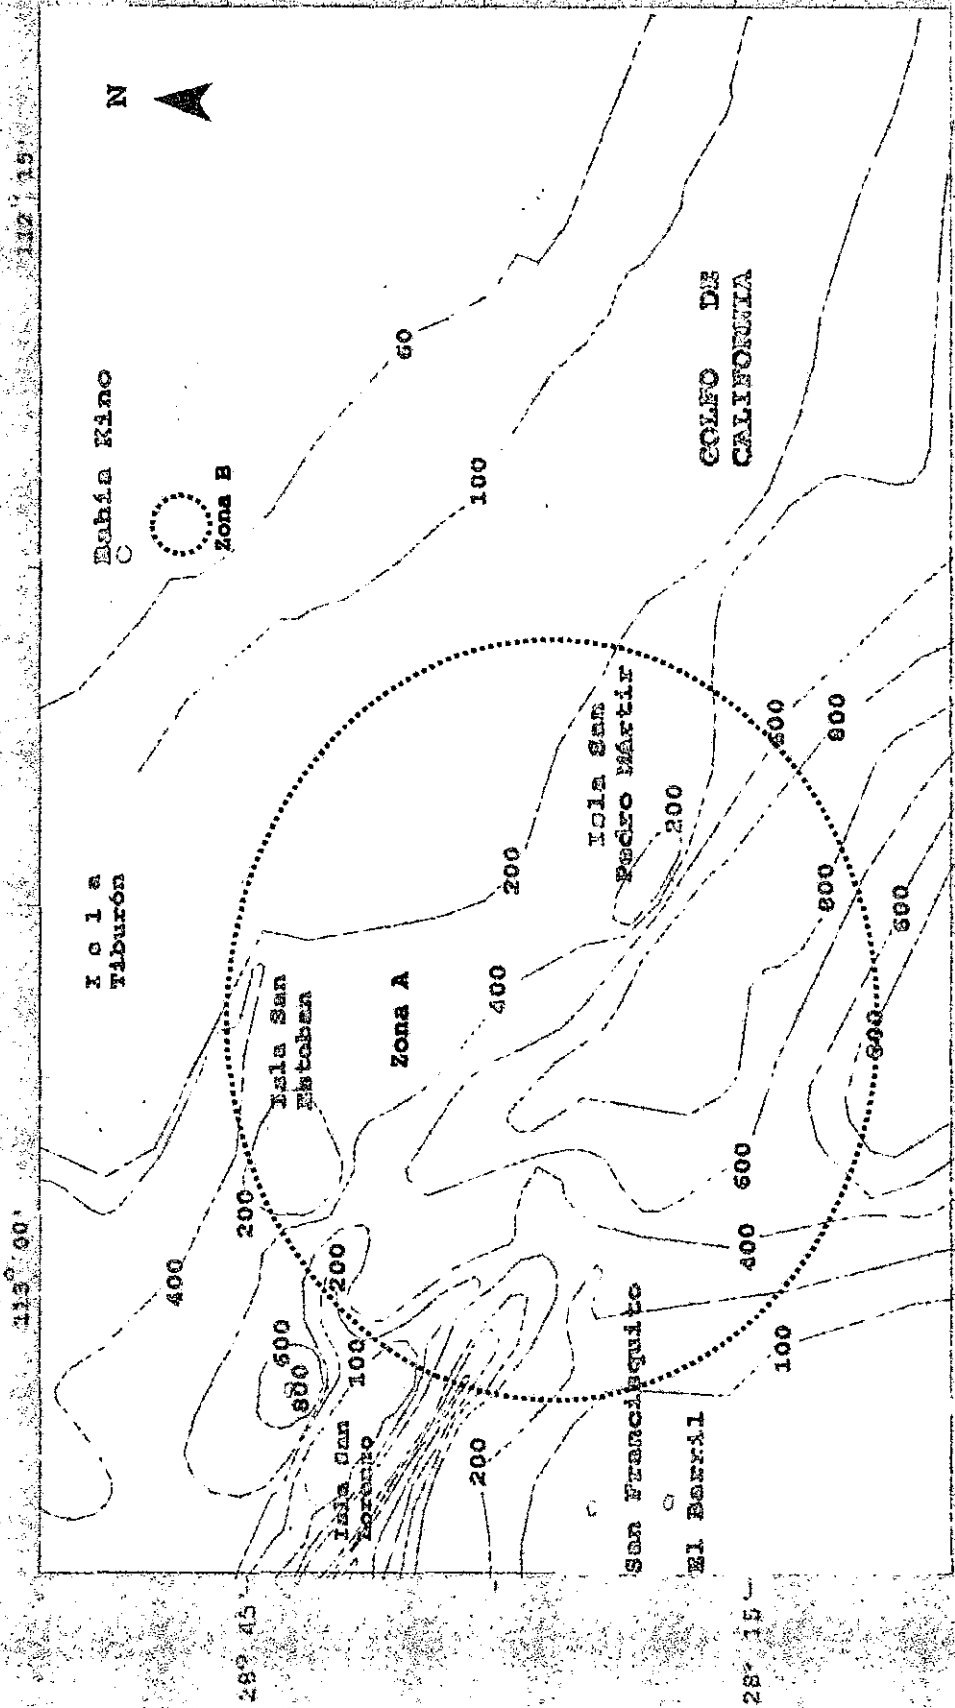 113° 00'
112° 15'
28° 45'
28° 15'
N
Isla
Tiburón
Bahía Kino
Zona B
Isla San
Esteban
Zona A
Isla San
Lorenzo
Isla San
Pedro Mártir
GOLFO DE
CALIFORNIA
San Francisquito
El Barril
400
200
600
800
200
100
200
60
100
200
400
200
600
400
100
600
800
800
600
800